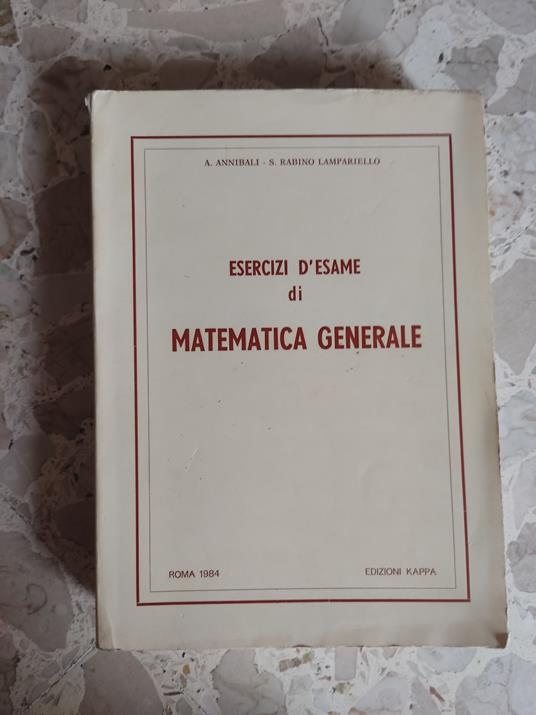 A. ANNIBALI - S. RABINO LAMPARIELLO
ESERCIZI D'ESAME
di
MATEMATICA GENERALE
ROMA 1984
EDIZIONI KAPPA